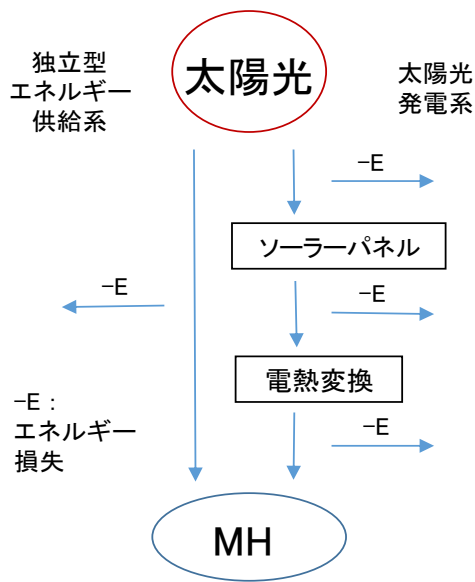 独立型
エネルギー
供給系
太陽光
太陽光
発電系
−E
ソーラーパネル
−E
−E
電熱変換
−E：
エネルギー
損失
−E
MH